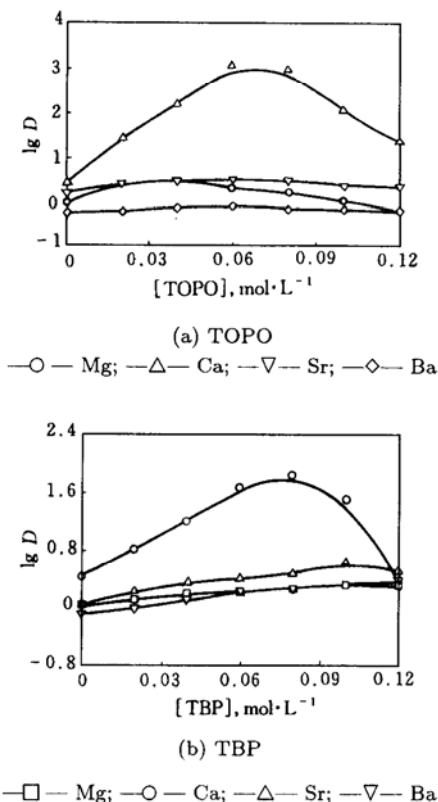 4
3
2
1
0
-1
lg D
0 0.03 0.06 0.09 0.12
[TOPO], mol·L⁻¹
(a) TOPO
—○— Mg; —△— Ca; —▽— Sr; —◇— Ba
2.4
1.6
0.8
0
-0.8
lg D
0 0.03 0.06 0.09 0.12
[TBP], mol·L⁻¹
(b) TBP
—□— Mg; —○— Ca; —△— Sr; —▽— Ba